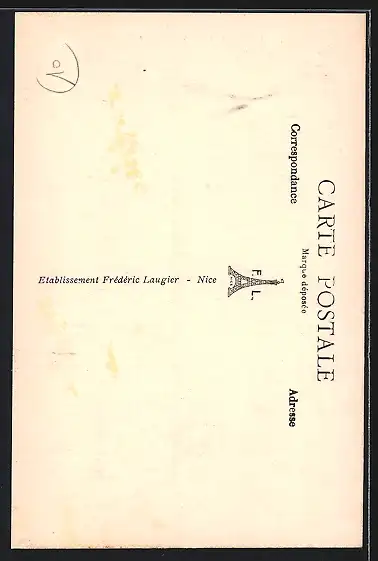 CARTE POSTALE
Marque déposée
Correspondance
Adresse
F. L.
Etablissement Frédéric Laugier - Nice